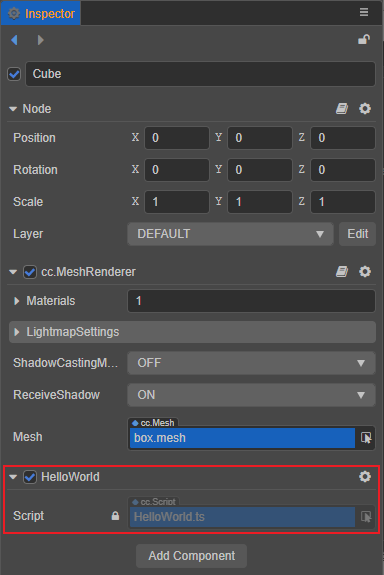 Inspector
Cube
Node
Position X 0 Y 0 Z 0
Rotation X 0 Y 0 Z 0
Scale X 1 Y 1 Z 1
Layer DEFAULT Edit
cc.MeshRenderer
Materials 1
LightmapSettings
ShadowCastingM... OFF
ReceiveShadow ON
cc.Mesh
Mesh box.mesh
HelloWorld
cc.Script
Script HelloWorld.ts
Add Component